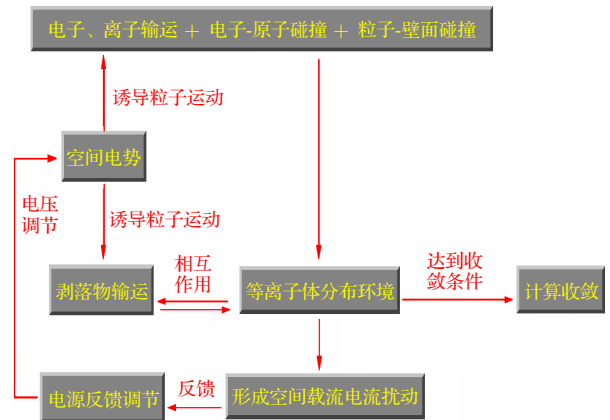 电子、离子输运 + 电子-原子碰撞 + 粒子-壁面碰撞
诱导粒子运动
空间电势
电压
调节
诱导粒子运动
剥落物输运
相互
作用
等离子体分布环境
达到收
敛条件
计算收敛
电源反馈调节
反馈
形成空间载流电流扰动